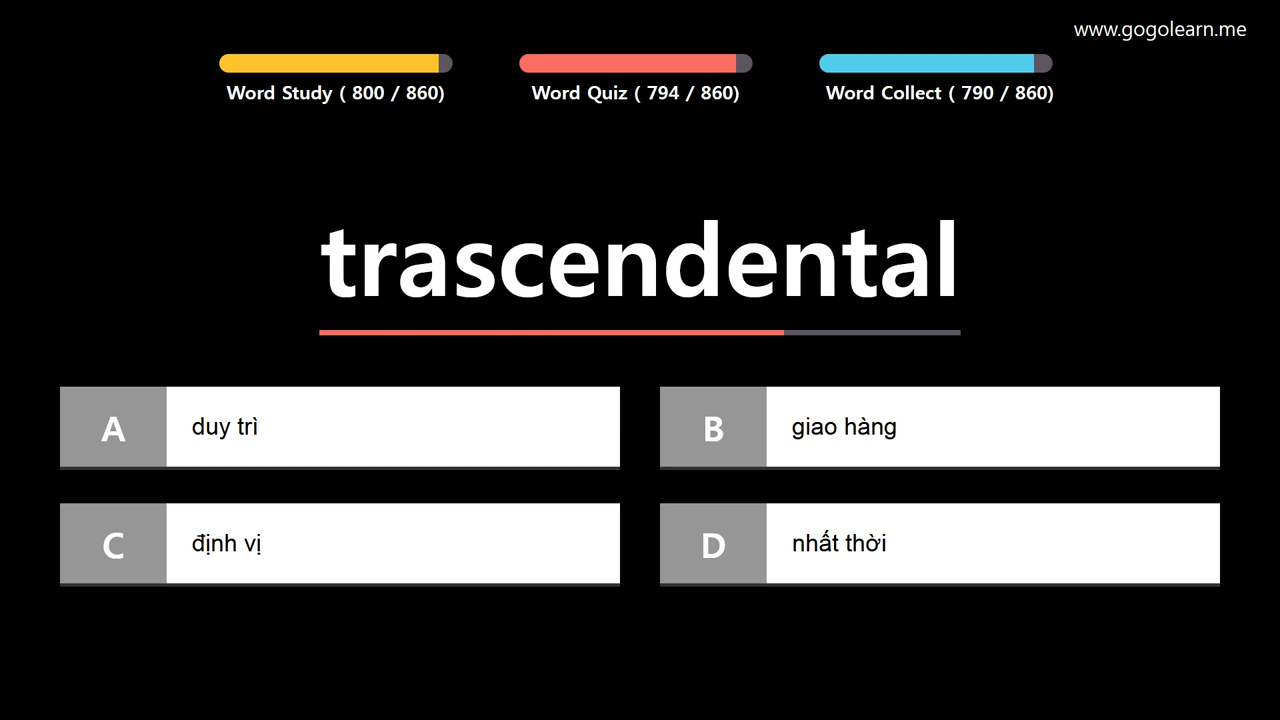 www.gogolearn.me
Word Study ( 800 / 860)
Word Quiz ( 794 / 860)
Word Collect ( 790 / 860)
trascendental
A duy trì
B giao hàng
C định vị
D nhất thời